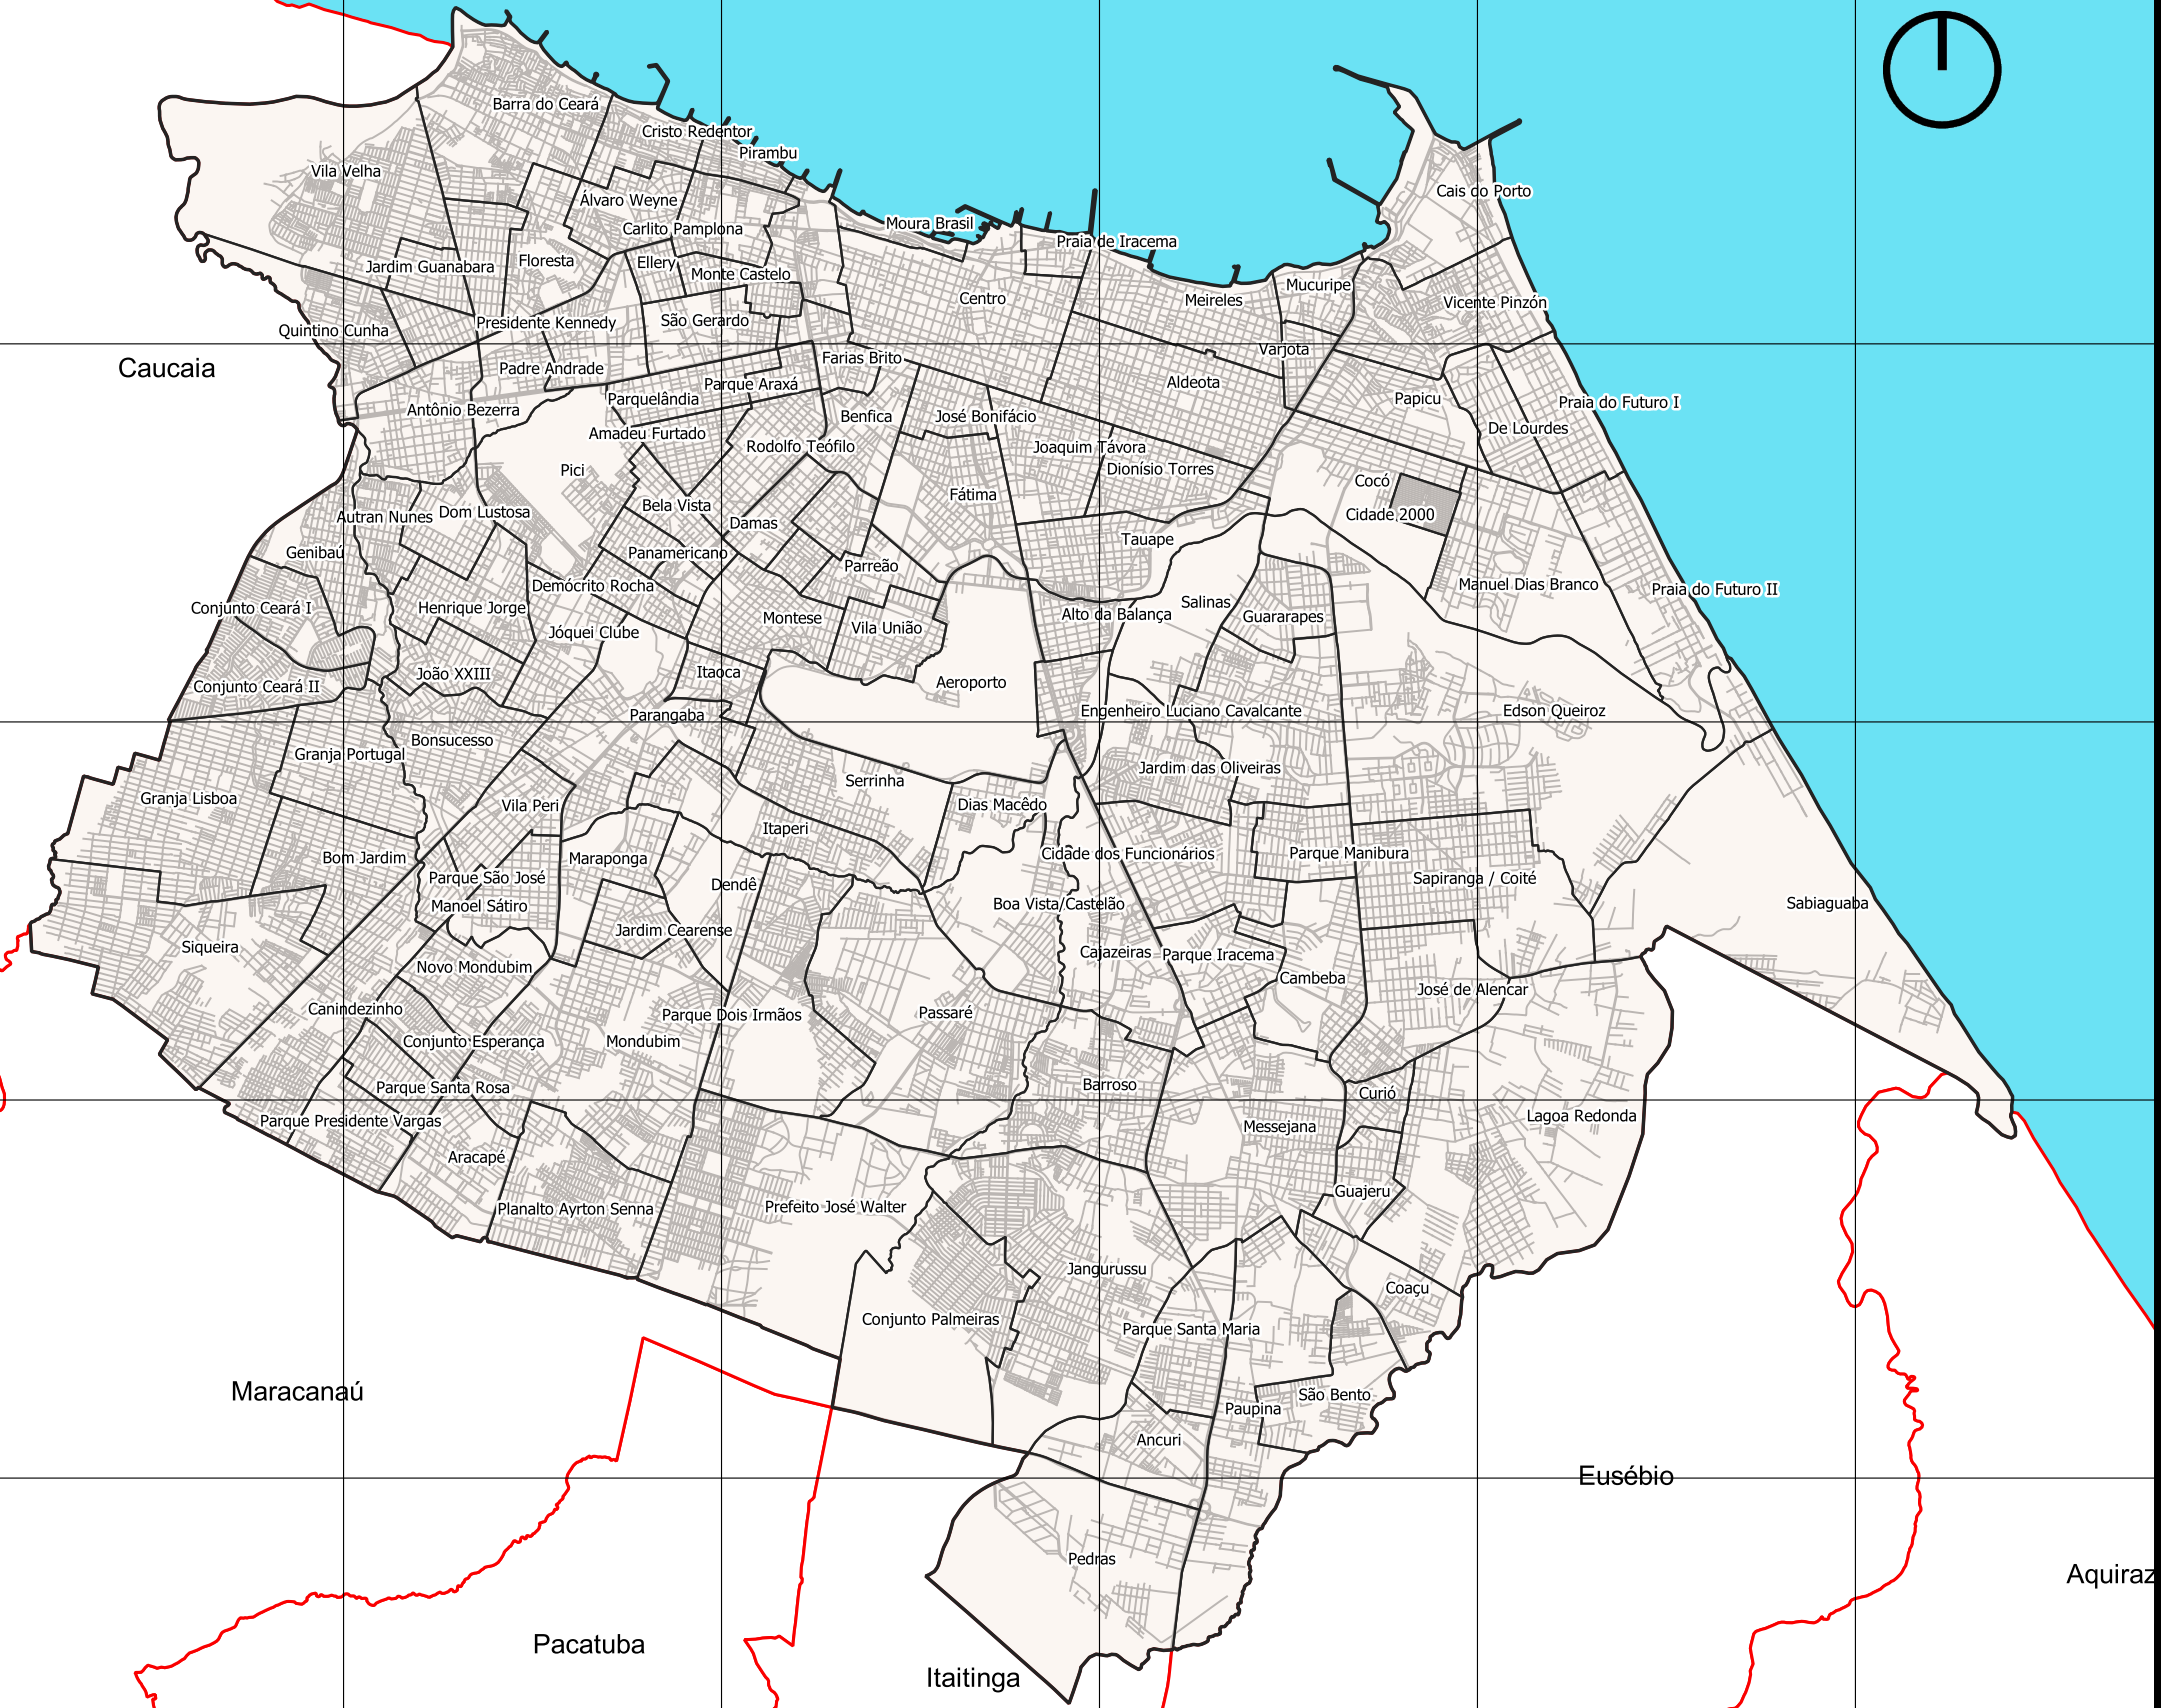 Barra do Ceará
Cristo Redentor
Pirambu
Vila Velha
Cais do Porto
Álvaro Weyne
Carlito Pamplona
Moura Brasil
Praia de Iracema
Jardim Guanabara
Floresta
Ellery
Monte Castelo
Mucuripe
Centro
Meireles
Vicente Pinzón
Quintino Cunha
Presidente Kennedy
São Gerardo
Varjota
Farias Brito
Caucaia
Padre Andrade
Parque Araxá
Aldeota
Parquelândia
Papicu
Praia do Futuro I
Antônio Bezerra
Benfica
José Bonifácio
De Lourdes
Amadeu Furtado
Rodolfo Teófilo
Joaquim Távora
Pici
Dionísio Torres
Cocó
Fátima
Bela Vista
Autran Nunes
Dom Lustosa
Damas
Cidade 2000
Tauape
Genibaú
Panamericano
Parreão
Demócrito Rocha
Manuel Dias Branco
Praia do Futuro II
Conjunto Ceará I
Henrique Jorge
Salinas
Alto da Balança
Guararapes
Montese
Vila União
Jóquei Clube
João XXIII
Itaoca
Aeroporto
Conjunto Ceará II
Parangaba
Engenheiro Luciano Cavalcante
Edson Queiroz
Bonsucesso
Granja Portugal
Jardim das Oliveiras
Serrinha
Granja Lisboa
Vila Peri
Dias Macêdo
Itaperi
Bom Jardim
Maraponga
Cidade dos Funcionários
Parque Manibura
Parque São José
Dendê
Sapiranga / Coité
Manoel Sátiro
Boa Vista/Castelão
Sabiaguaba
Jardim Cearense
Siqueira
Cajazeiras
Parque Iracema
Novo Mondubim
Cambeba
José de Alencar
Canindezinho
Parque Dois Irmãos
Passaré
Conjunto Esperança
Mondubim
Parque Santa Rosa
Barroso
Curió
Parque Presidente Vargas
Messejana
Lagoa Redonda
Aracapé
Guajeru
Planalto Ayrton Senna
Prefeito José Walter
Jangurussu
Coaçu
Conjunto Palmeiras
Parque Santa Maria
Maracanaú
São Bento
Paupina
Ancuri
Eusébio
Pedras
Aquiraz
Pacatuba
Itaitinga